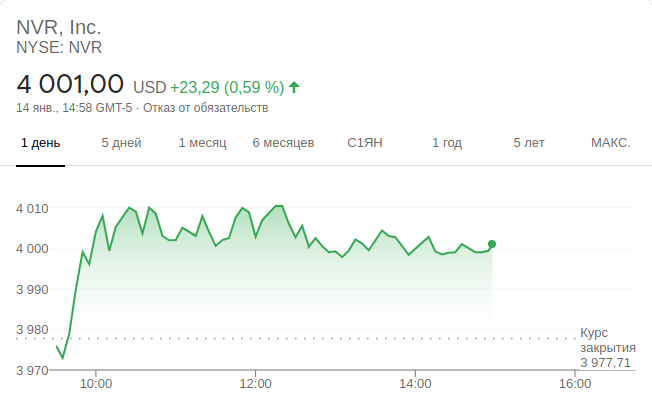 NVR, Inc.
NYSE: NVR
4 001,00 USD +23,29 (0,59 %)
14 янв., 14:58 GMT-5 · Отказ от обязательств
1 день 5 дней 1 месяц 6 месяцев С1ЯН 1 год 5 лет МАКС.
4 010
4 000
3 990
3 980
Курс
закрытия
3 977,71
3 970
10:00 12:00 14:00 16:00